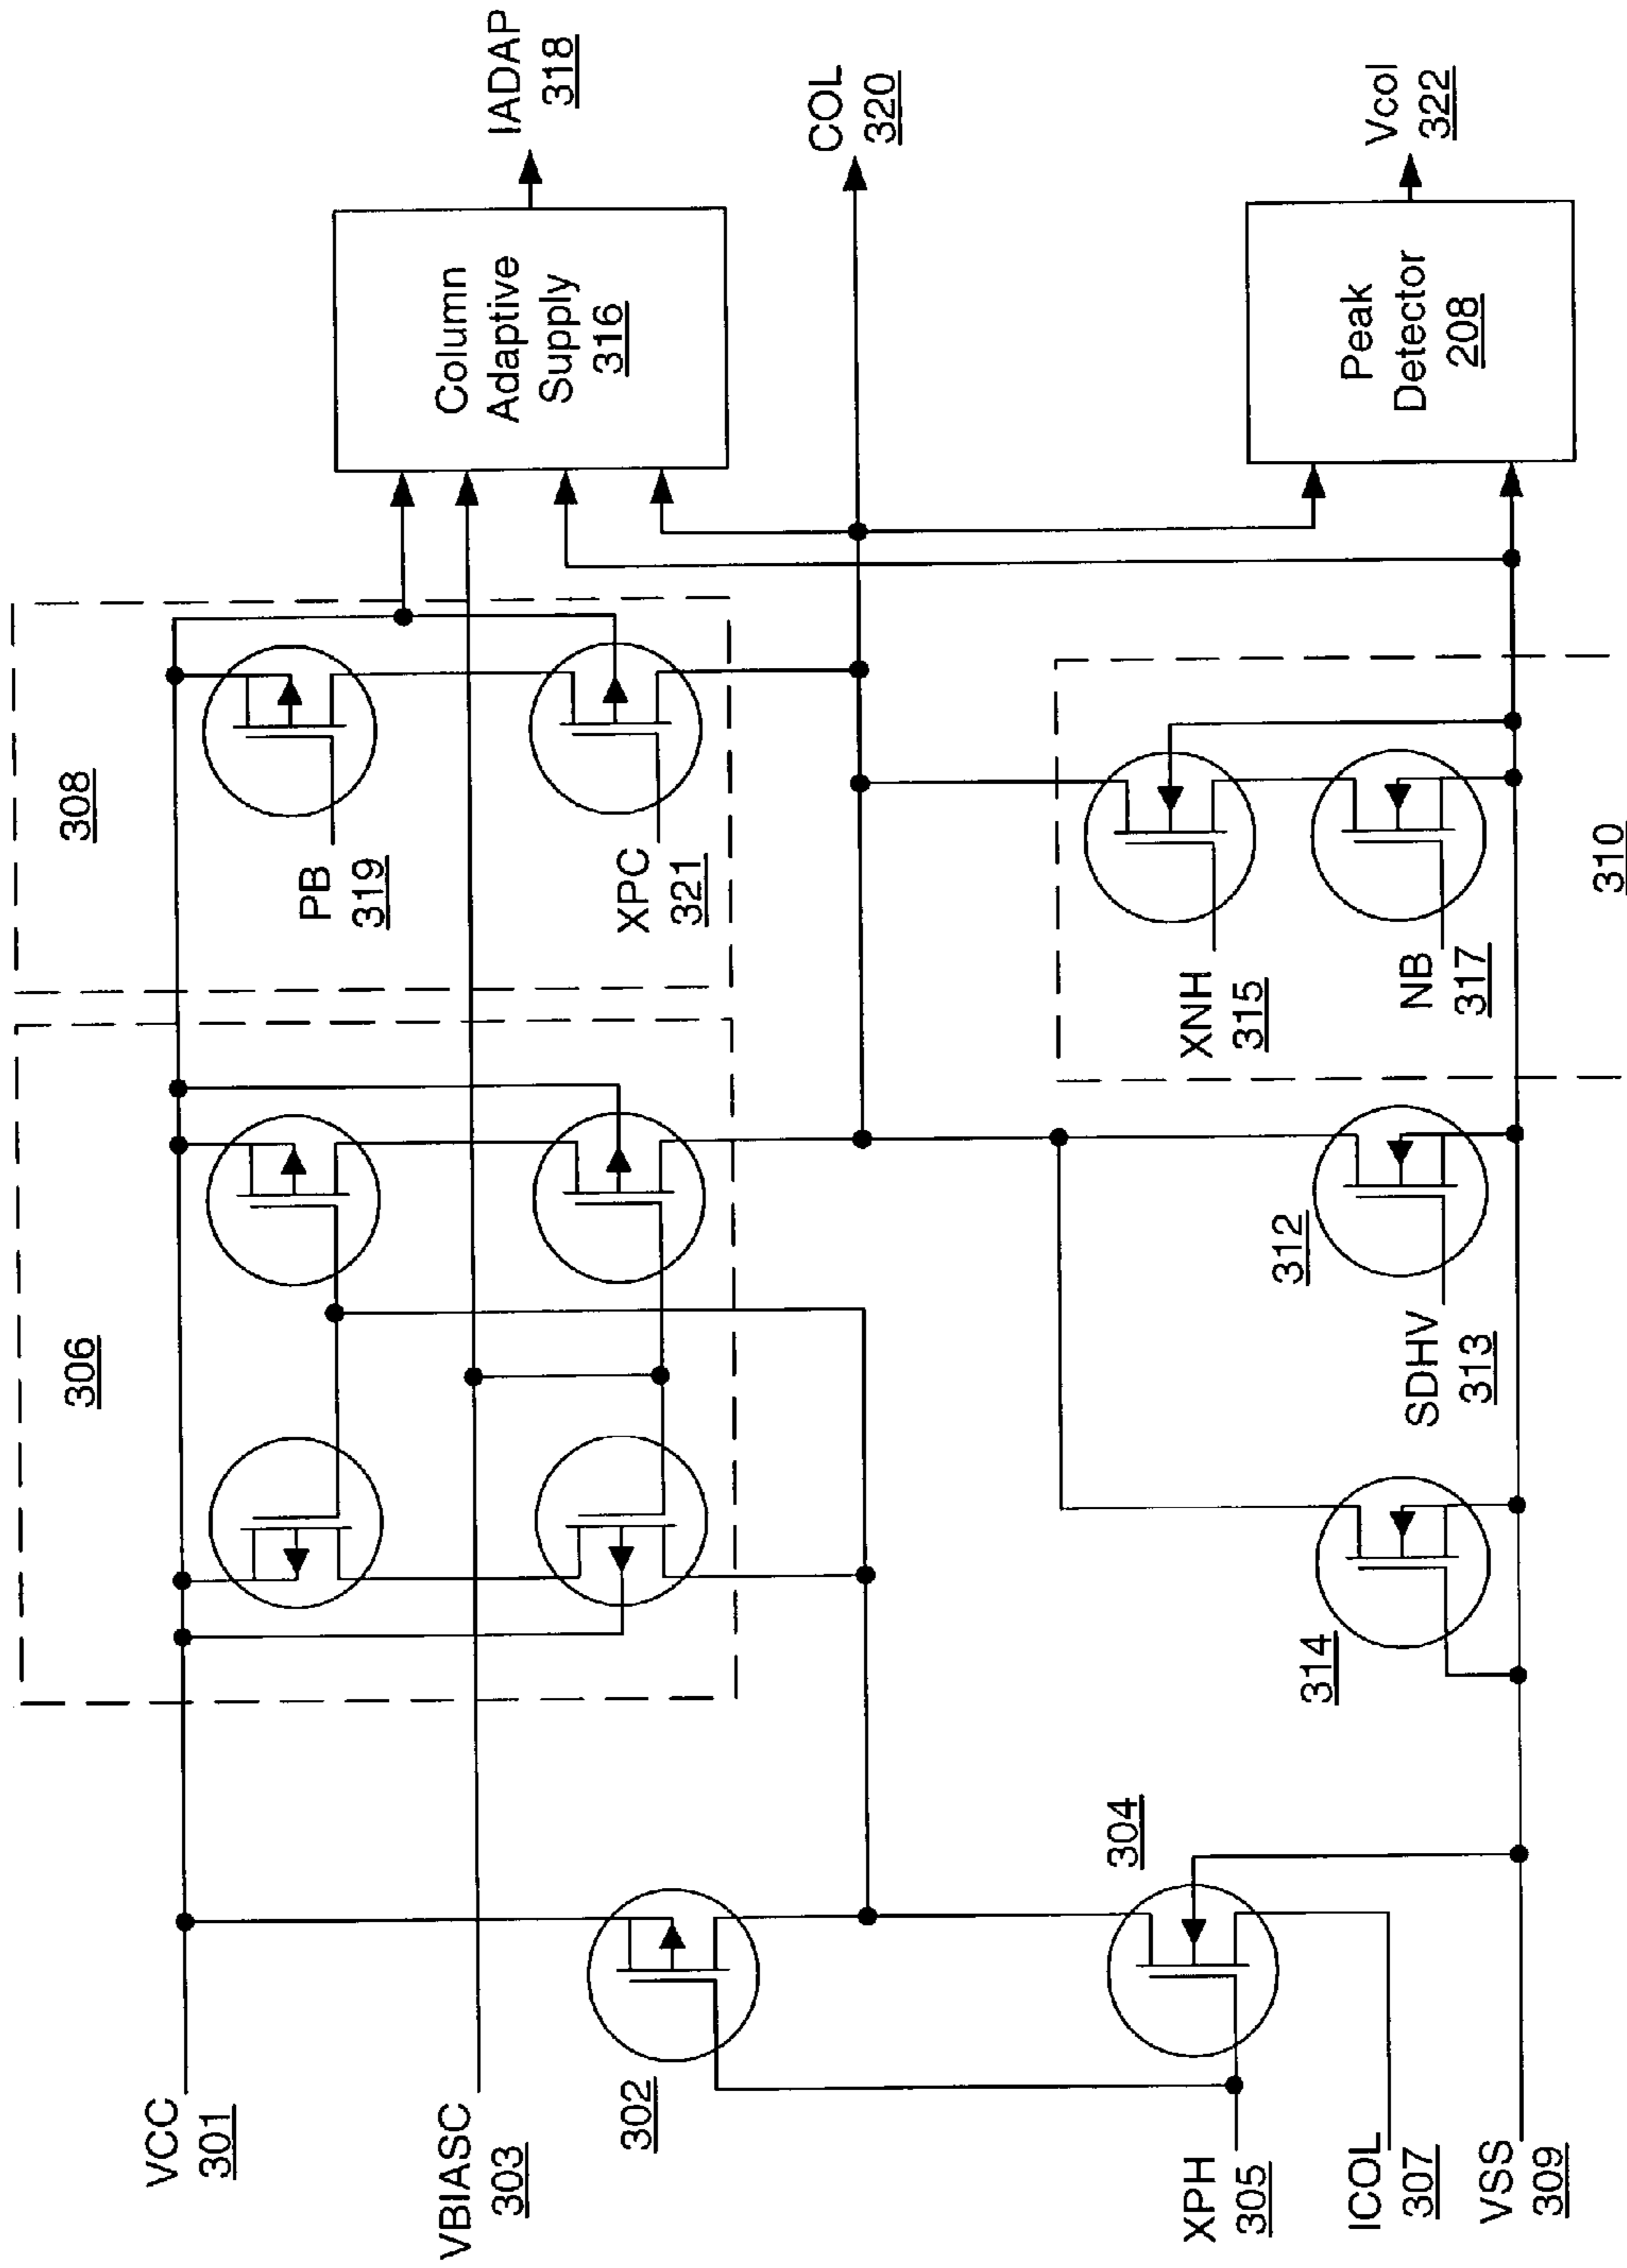 VCC
301
VBIASC
303
302
XPH
305
ICOL
307
VSS
309
304
306
314
312
SDHV
313
308
PB
319
XPC
321
XNH
315
NB
317
310
Column
Adaptive
Supply
316
IADAP
318
COL
320
Peak
Detector
208
Vcol
322